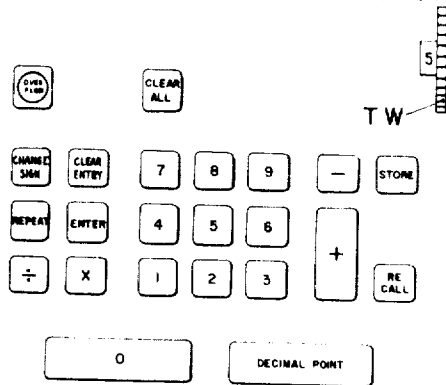 5
OVER
FLOW
CLEAR
ALL
T W
CHANGE
SIGN
CLEAR
ENTRY
7 8 9 − STORE
REPEAT ENTER 4 5 6 +
÷ X 1 2 3 RE
CALL
0 DECIMAL POINT